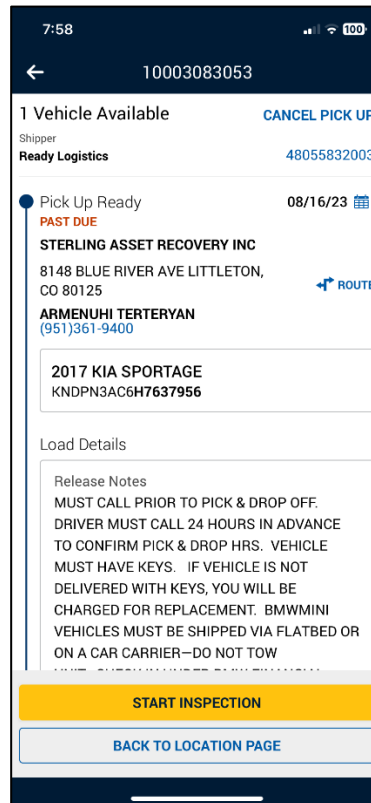 7:58
100
10003083053
1 Vehicle Available
CANCEL PICK UP
Shipper
Ready Logistics
48055832003
Pick Up Ready
08/16/23
PAST DUE
STERLING ASSET RECOVERY INC
8148 BLUE RIVER AVE LITTLETON,
CO 80125
ROUTE
ARMENUHI TERTERYAN
(951)361-9400
2017 KIA SPORTAGE
KNDPN3AC6H7637956
Load Details
Release Notes
MUST CALL PRIOR TO PICK & DROP OFF.
DRIVER MUST CALL 24 HOURS IN ADVANCE
TO CONFIRM PICK & DROP HRS. VEHICLE
MUST HAVE KEYS. IF VEHICLE IS NOT
DELIVERED WITH KEYS, YOU WILL BE
CHARGED FOR REPLACEMENT. BMWMINI
VEHICLES MUST BE SHIPPED VIA FLATBED OR
ON A CAR CARRIER—DO NOT TOW
START INSPECTION
BACK TO LOCATION PAGE